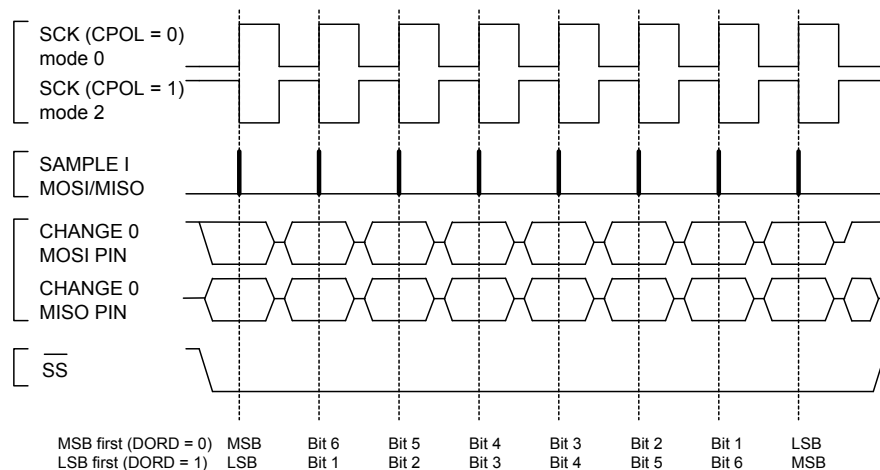 SCK (CPOL = 0)
mode 0
SCK (CPOL = 1)
mode 2
SAMPLE I
MOSI/MISO
CHANGE 0
MOSI PIN
CHANGE 0
MISO PIN
SS
MSB first (DORD = 0) MSB Bit 6 Bit 5 Bit 4 Bit 3 Bit 2 Bit 1 LSB
LSB first (DORD = 1) LSB Bit 1 Bit 2 Bit 3 Bit 4 Bit 5 Bit 6 MSB